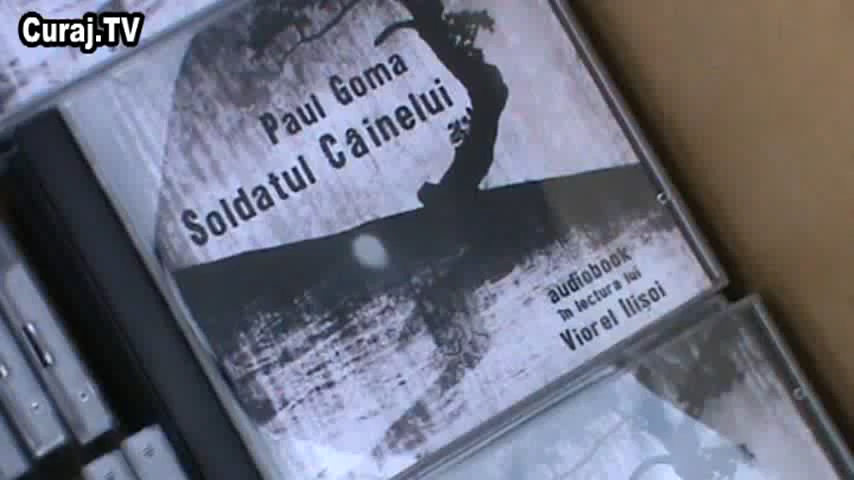 Curaj.TV
Paul Goma
Soldatul Câinelui
audiobook
în lectura lui
Viorel Ilișoi